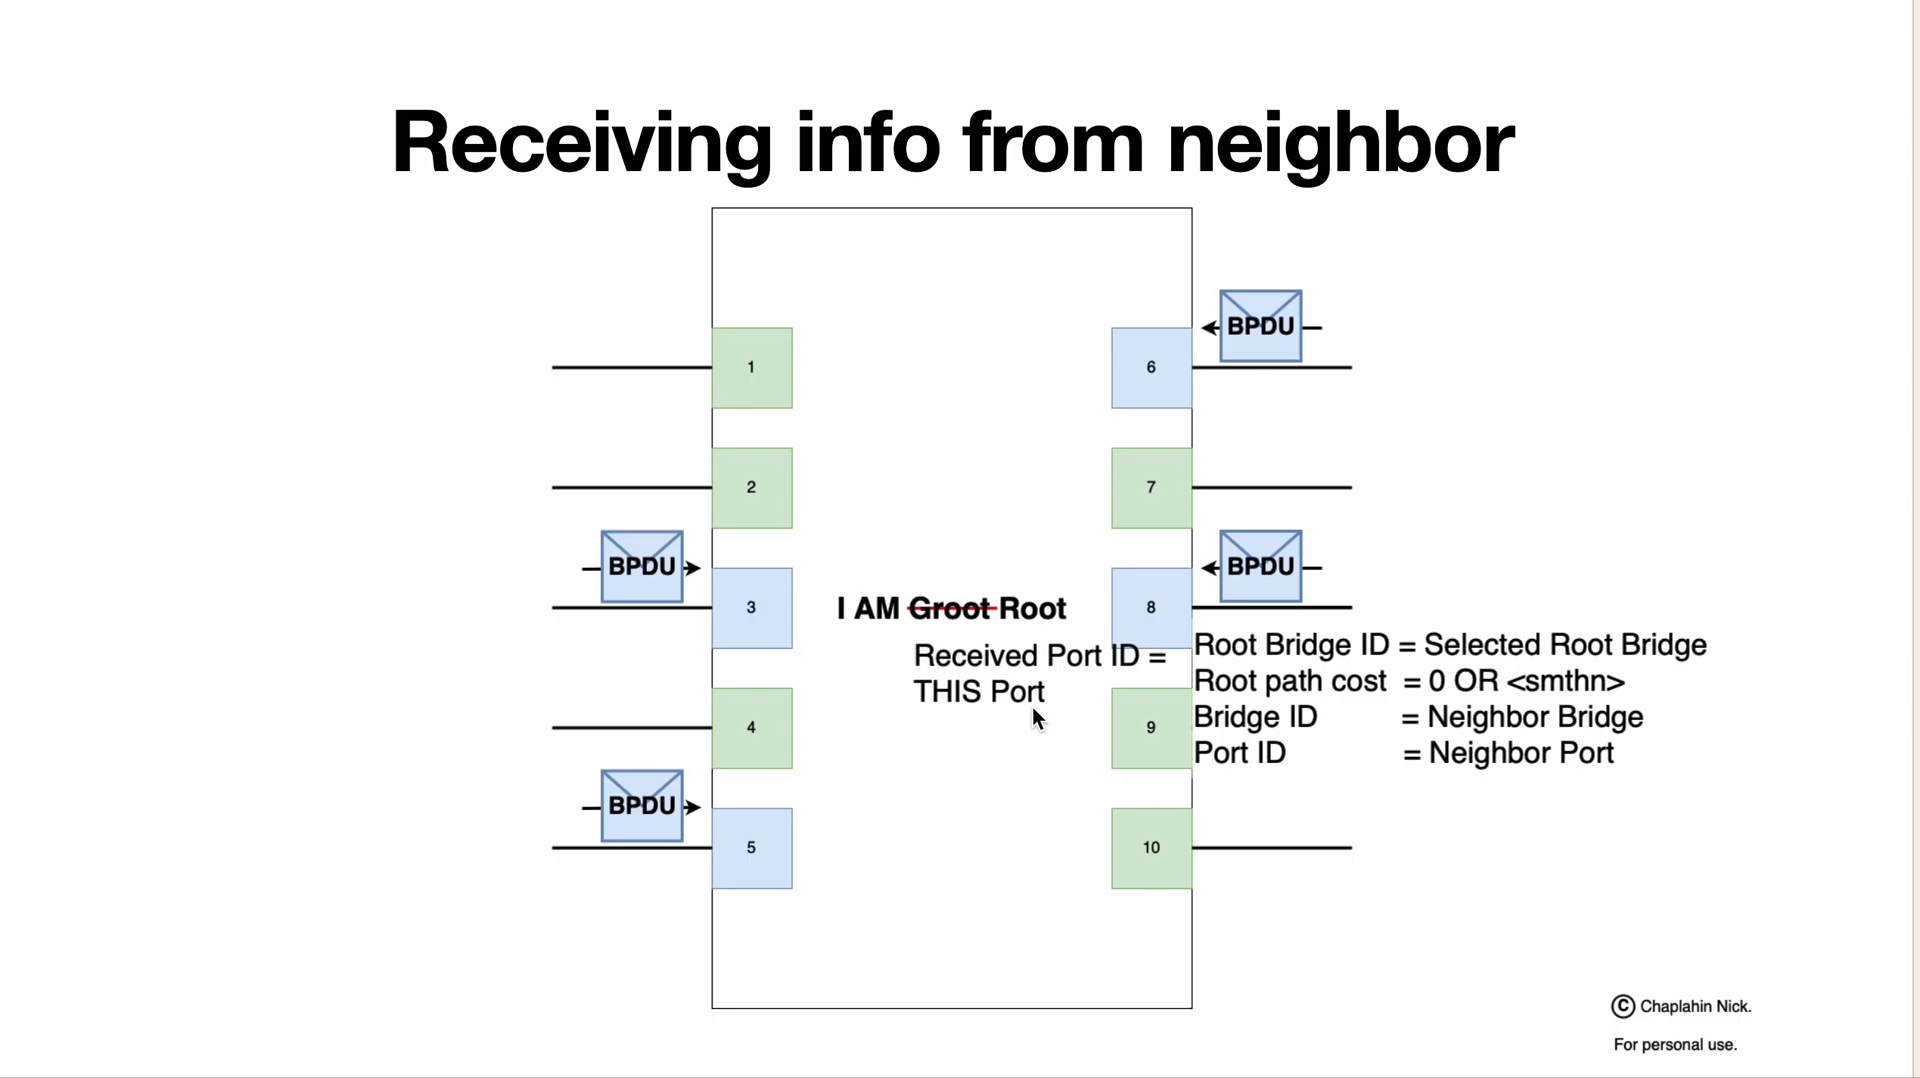 Receiving info from neighbor
BPDU
1
6
2
7
BPDU
BPDU
3
I AM Groot Root
8
Received Port ID =
THIS Port
Root Bridge ID = Selected Root Bridge
Root path cost = 0 OR <smthn>
Bridge ID = Neighbor Bridge
Port ID = Neighbor Port
4
9
BPDU
5
10
© Chaplahin Nick.
For personal use.